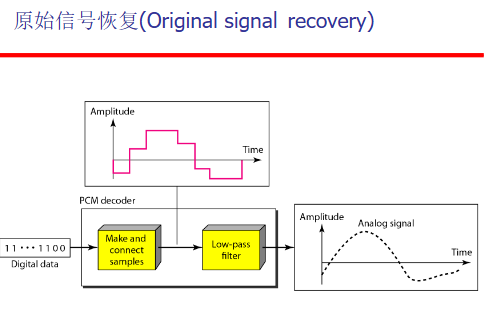 原始信号恢复(Original signal recovery)
Amplitude
Time
PCM decoder
11···1100
Digital data
Make and
connect
samples
Low-pass
filter
Amplitude
Analog signal
Time